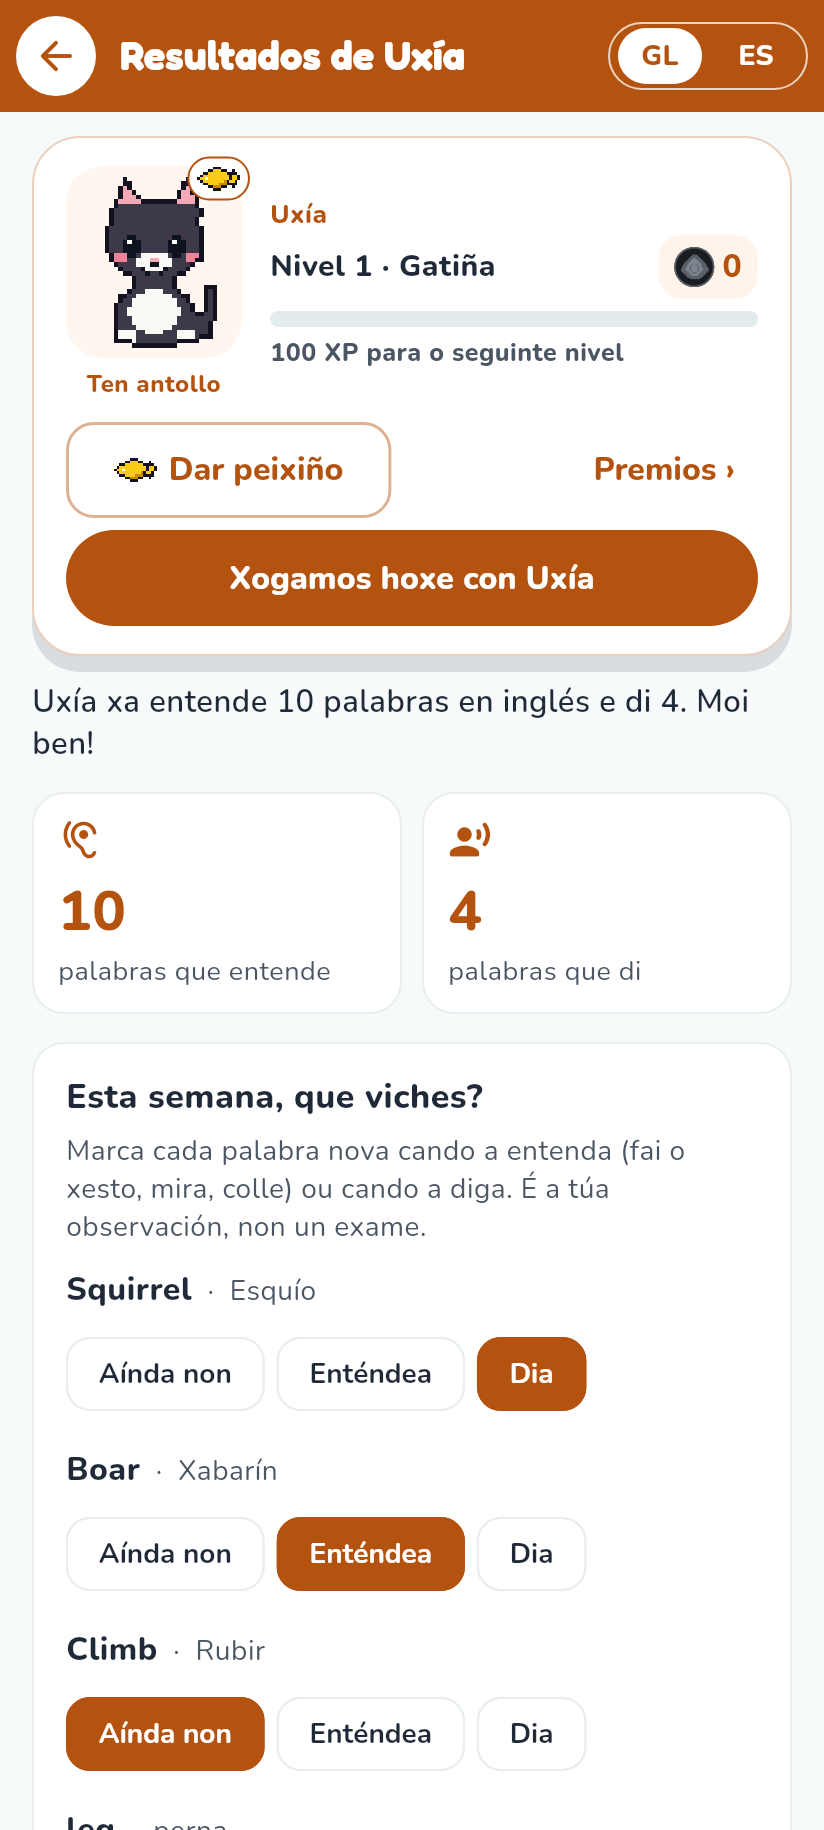 Resultados de Uxía
GL ES
Uxía
Nivel 1 · Gatiña
0
100 XP para o seguinte nivel
Ten antollo
Dar peixiño
Premios ›
Xogamos hoxe con Uxía
Uxía xa entende 10 palabras en inglés e di 4. Moi
ben!
10
palabras que entende
4
palabras que di
Esta semana, que viches?
Marca cada palabra nova cando a entenda (fai o
xesto, mira, colle) ou cando a diga. É a túa
observación, non un exame.
Squirrel · Esquío
Aínda non Enténdea Dia
Boar · Xabarín
Aínda non Enténdea Dia
Climb · Rubir
Aínda non Enténdea Dia
leg · perna